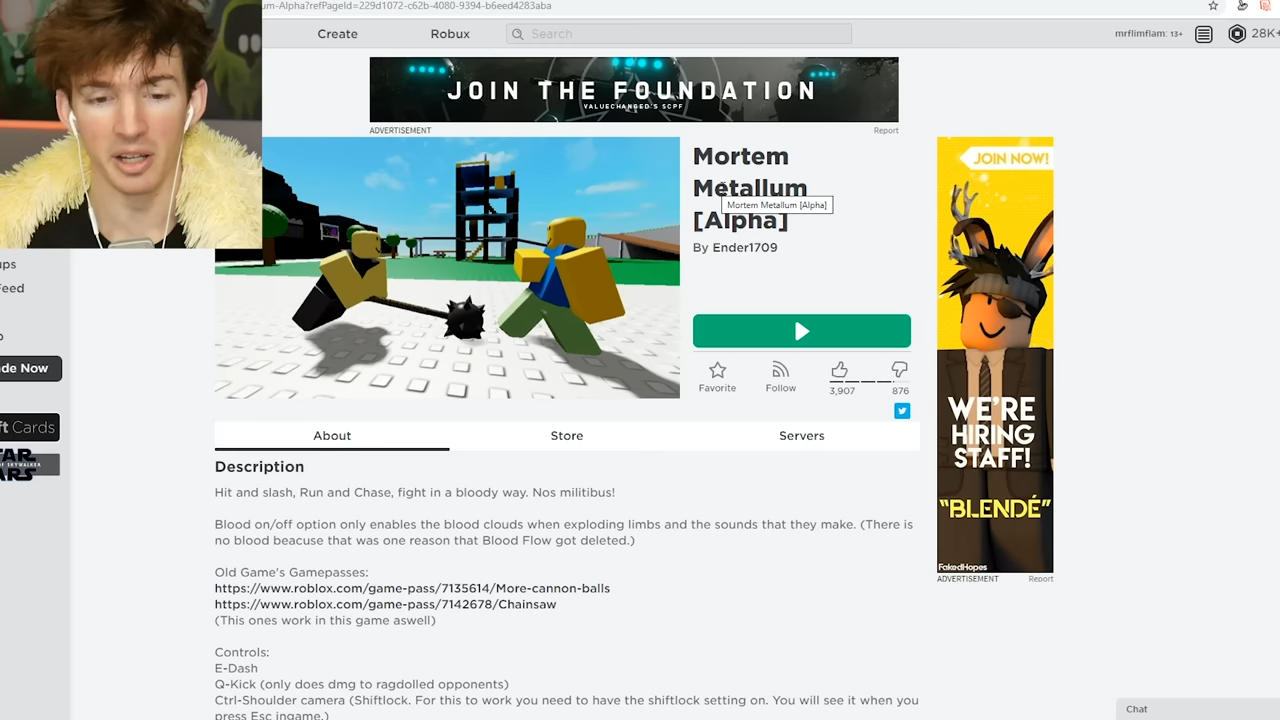 um-Alpha?refPageId=229d1072-c62b-4080-9394-b6eed4283aba
Create
Robux
Search
mrflimflam: 13+
28K+
JOIN THE FOUNDATION
VALUECHANGED'S SCPF
ADVERTISEMENT
Report
Mortem
Metallum
[Alpha]
Mortem Metallum [Alpha]
By Ender1709
Favorite
Follow
3,907
876
JOIN NOW!
WE'RE
HIRING
STAFF!
"BLENDÉ"
FakedHopes
ADVERTISEMENT
Report
ups
Feed
de Now
ft Cards
STAR
OF SKYWALKER
WARS
About
Store
Servers
Description
Hit and slash, Run and Chase, fight in a bloody way. Nos militibus!
Blood on/off option only enables the blood clouds when exploding limbs and the sounds that they make. (There is
no blood beacuse that was one reason that Blood Flow got deleted.)
Old Game's Gamepasses:
https://www.roblox.com/game-pass/7135614/More-cannon-balls
https://www.roblox.com/game-pass/7142678/Chainsaw
(This ones work in this game aswell)
Controls:
E-Dash
Q-Kick (only does dmg to ragdolled opponents)
Ctrl-Shoulder camera (Shiftlock. For this to work you need to have the shiftlock setting on. You will see it when you
press Esc ingame.)
Chat